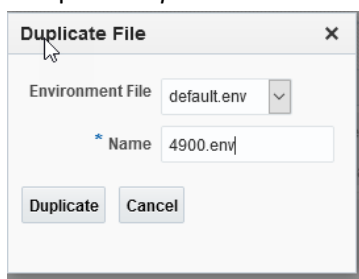 Duplicate File ×
Environment File default.env
* Name 4900.env
Duplicate Cancel